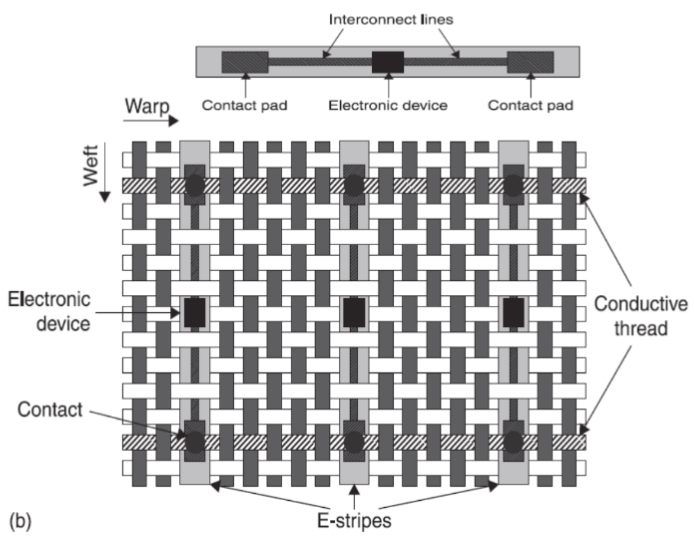 Interconnect lines
Contact pad
Electronic device
Contact pad
Warp
Weft
Electronic
device
Conductive
thread
Contact
E-stripes
(b)